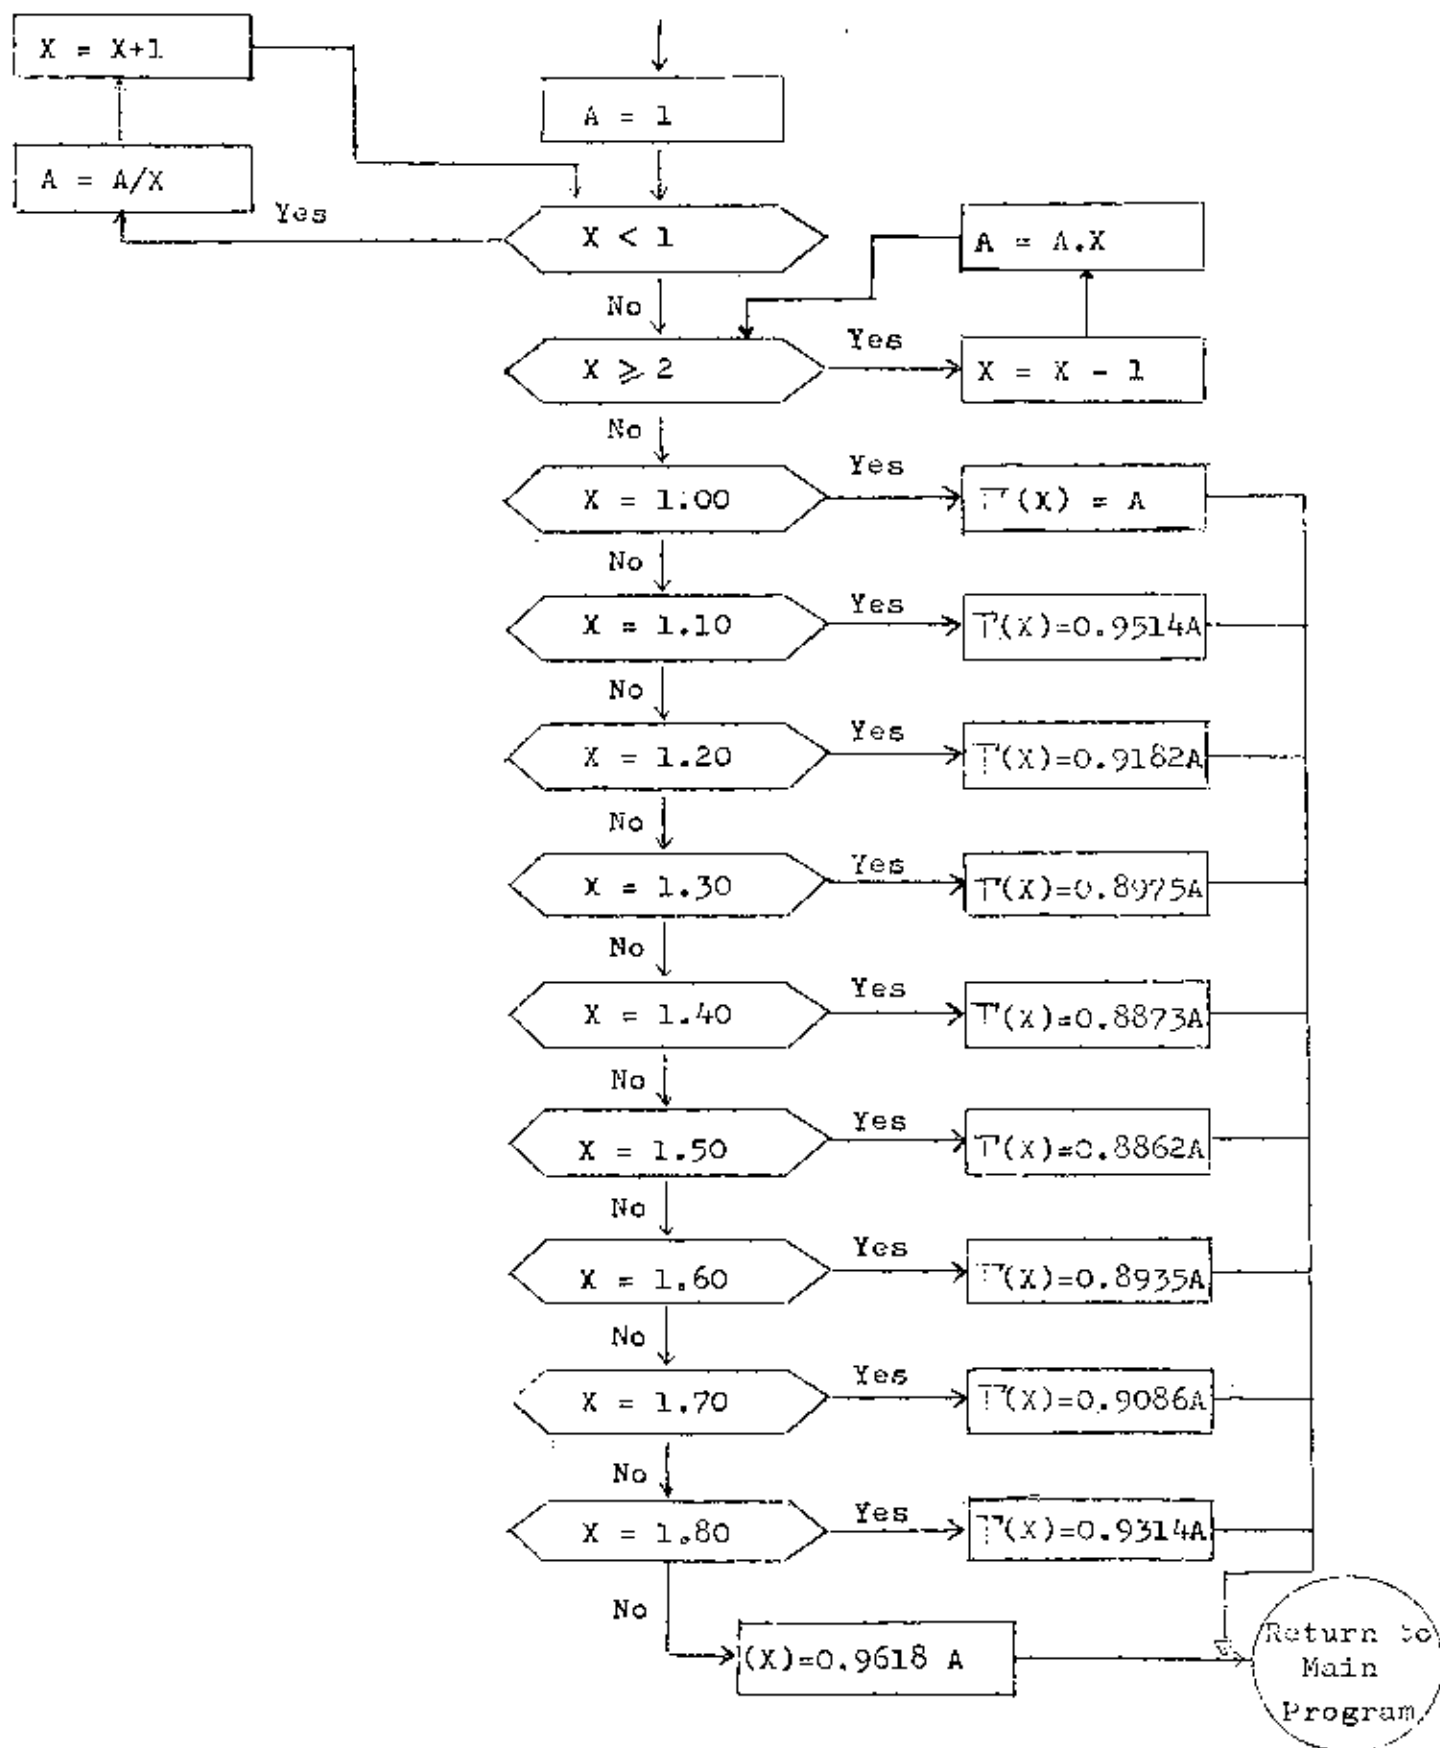 X = X+1
A = 1
A = A/X
Yes
X < 1
A = A.X
No
X ⩾ 2
Yes
X = X - 1
No
X = 1.00
Yes
Γ(X) = A
No
X = 1.10
Yes
Γ(X)=0.9514A
No
X = 1.20
Yes
Γ(X)=0.9182A
No
X = 1.30
Yes
Γ(X)=0.8975A
No
X = 1.40
Yes
Γ(X)=0.8873A
No
X = 1.50
Yes
Γ(X)=0.8862A
No
X = 1.60
Yes
Γ(X)=0.8935A
No
X = 1.70
Yes
Γ(X)=0.9086A
No
X = 1.80
Yes
Γ(X)=0.9314A
No
(X)=0.9618 A
Return to
Main
Program